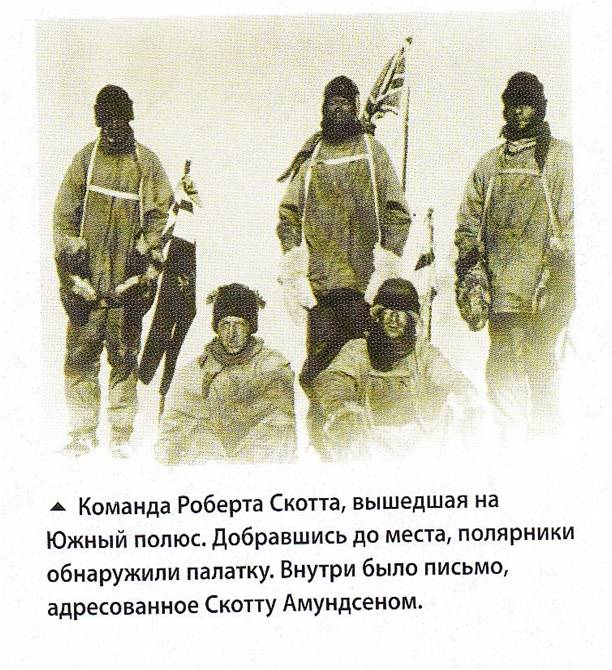 ▲ Команда Роберта Скотта, вышедшая на
Южный полюс. Добравшись до места, полярники
обнаружили палатку. Внутри было письмо,
адресованное Скотту Амундсеном.